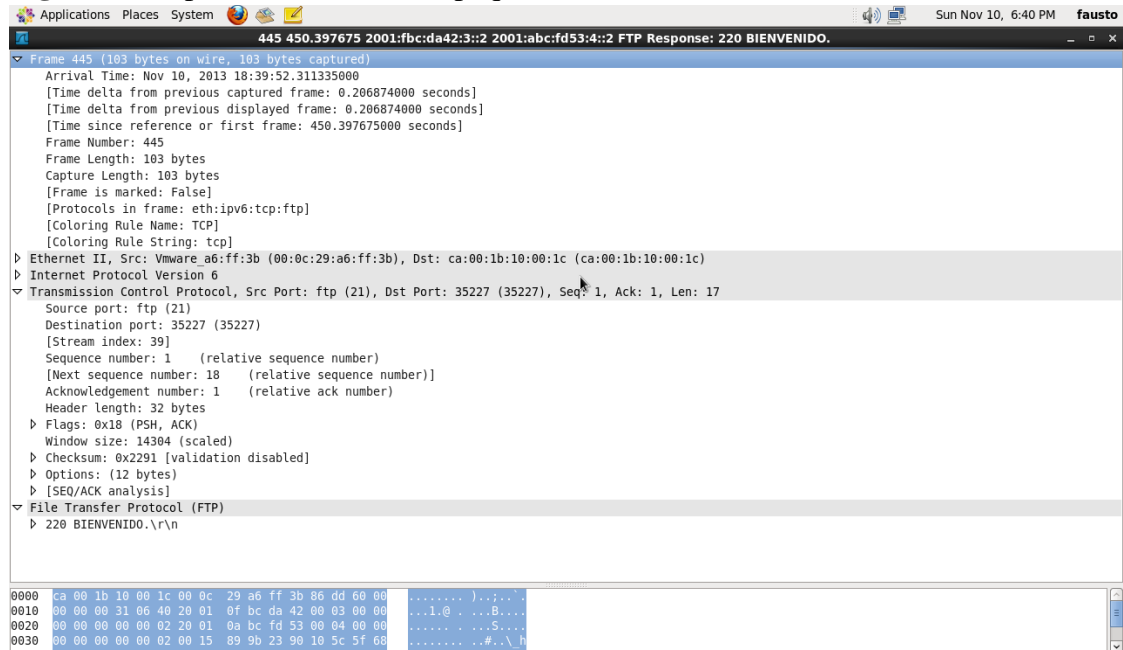 Applications Places System Sun Nov 10, 6:40 PM fausto
445 450.397675 2001:fbc:da42:3::2 2001:abc:fd53:4::2 FTP Response: 220 BIENVENIDO.
Frame 445 (103 bytes on wire, 103 bytes captured)
Arrival Time: Nov 10, 2013 18:39:52.311335000
[Time delta from previous captured frame: 0.206874000 seconds]
[Time delta from previous displayed frame: 0.206874000 seconds]
[Time since reference or first frame: 450.397675000 seconds]
Frame Number: 445
Frame Length: 103 bytes
Capture Length: 103 bytes
[Frame is marked: False]
[Protocols in frame: eth:ipv6:tcp:ftp]
[Coloring Rule Name: TCP]
[Coloring Rule String: tcp]
Ethernet II, Src: Vmware_a6:ff:3b (00:0c:29:a6:ff:3b), Dst: ca:00:1b:10:00:1c (ca:00:1b:10:00:1c)
Internet Protocol Version 6
Transmission Control Protocol, Src Port: ftp (21), Dst Port: 35227 (35227), Seq: 1, Ack: 1, Len: 17
Source port: ftp (21)
Destination port: 35227 (35227)
[Stream index: 39]
Sequence number: 1 (relative sequence number)
[Next sequence number: 18 (relative sequence number)]
Acknowledgement number: 1 (relative ack number)
Header length: 32 bytes
Flags: 0x18 (PSH, ACK)
Window size: 14304 (scaled)
Checksum: 0x2291 [validation disabled]
Options: (12 bytes)
[SEQ/ACK analysis]
File Transfer Protocol (FTP)
220 BIENVENIDO.\r\n
0000 ca 00 1b 10 00 1c 00 0c 29 a6 ff 3b 86 dd 60 00 ........ )..;..`.
0010 00 00 00 31 06 40 20 01 0f bc da 42 00 03 00 00 ...1.@ . ...B....
0020 00 00 00 00 00 02 20 01 0a bc fd 53 00 04 00 00 ...... . ...S....
0030 00 00 00 00 00 02 00 15 89 9b 23 90 10 5c 5f 68 ........ ..#..\_h